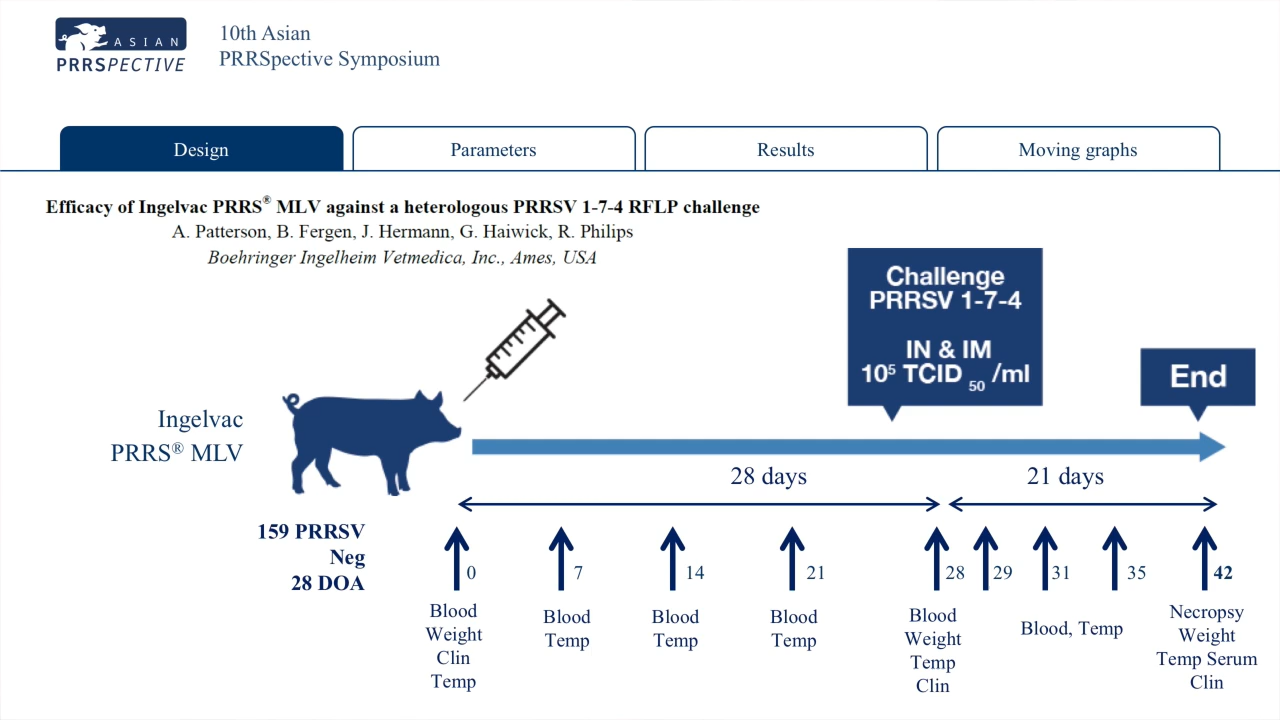 ASIAN
PRRSPECTIVE
10th Asian
PRRSpective Symposium
Design
Parameters
Results
Moving graphs
Efficacy of Ingelvac PRRS® MLV against a heterologous PRRSV 1-7-4 RFLP challenge
A. Patterson, B. Fergen, J. Hermann, G. Haiwick, R. Philips
Boehringer Ingelheim Vetmedica, Inc., Ames, USA
Challenge
PRRSV 1-7-4
IN & IM
10⁵ TCID ₅₀ /ml
End
Ingelvac
PRRS® MLV
28 days
21 days
159 PRRSV
Neg
28 DOA
0
7
14
21
28
29
31
35
42
Blood
Weight
Clin
Temp
Blood
Temp
Blood
Temp
Blood
Temp
Blood
Weight
Temp
Clin
Blood, Temp
Necropsy
Weight
Temp Serum
Clin